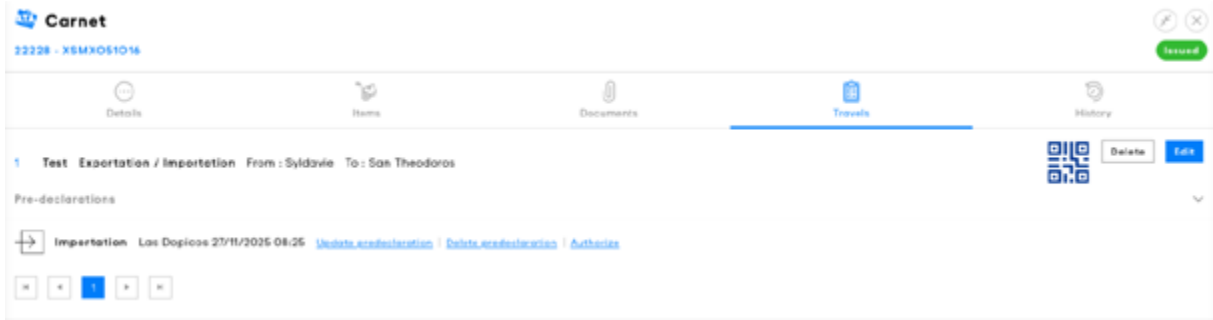 Carnet
22228 - XSMXO51O16
Issued
Details
Items
Documents
Travels
History
1 Test Exportation / Importation From : Syldavie To : San Theodoros
Delete
Edit
Pre-declarations
Importation Las Dopicos 27/11/2025 08:25 Update predeclaration | Delete predeclaration | Authorize
1